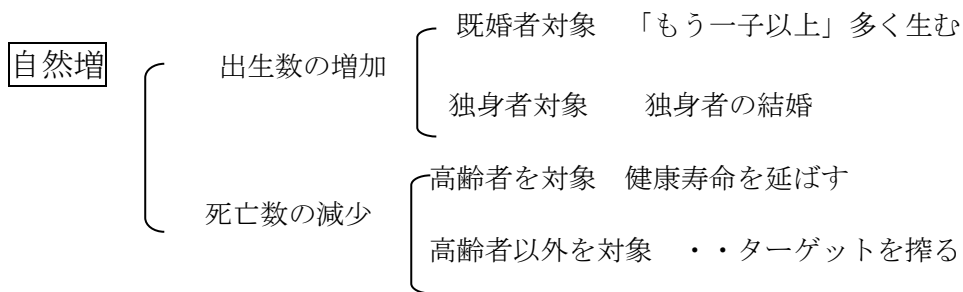 既婚者対象 「もう一子以上」多く生む
自然増
出生数の増加
独身者対象 独身者の結婚
高齢者を対象 健康寿命を延ばす
死亡数の減少
高齢者以外を対象 ・・ターゲットを搾る